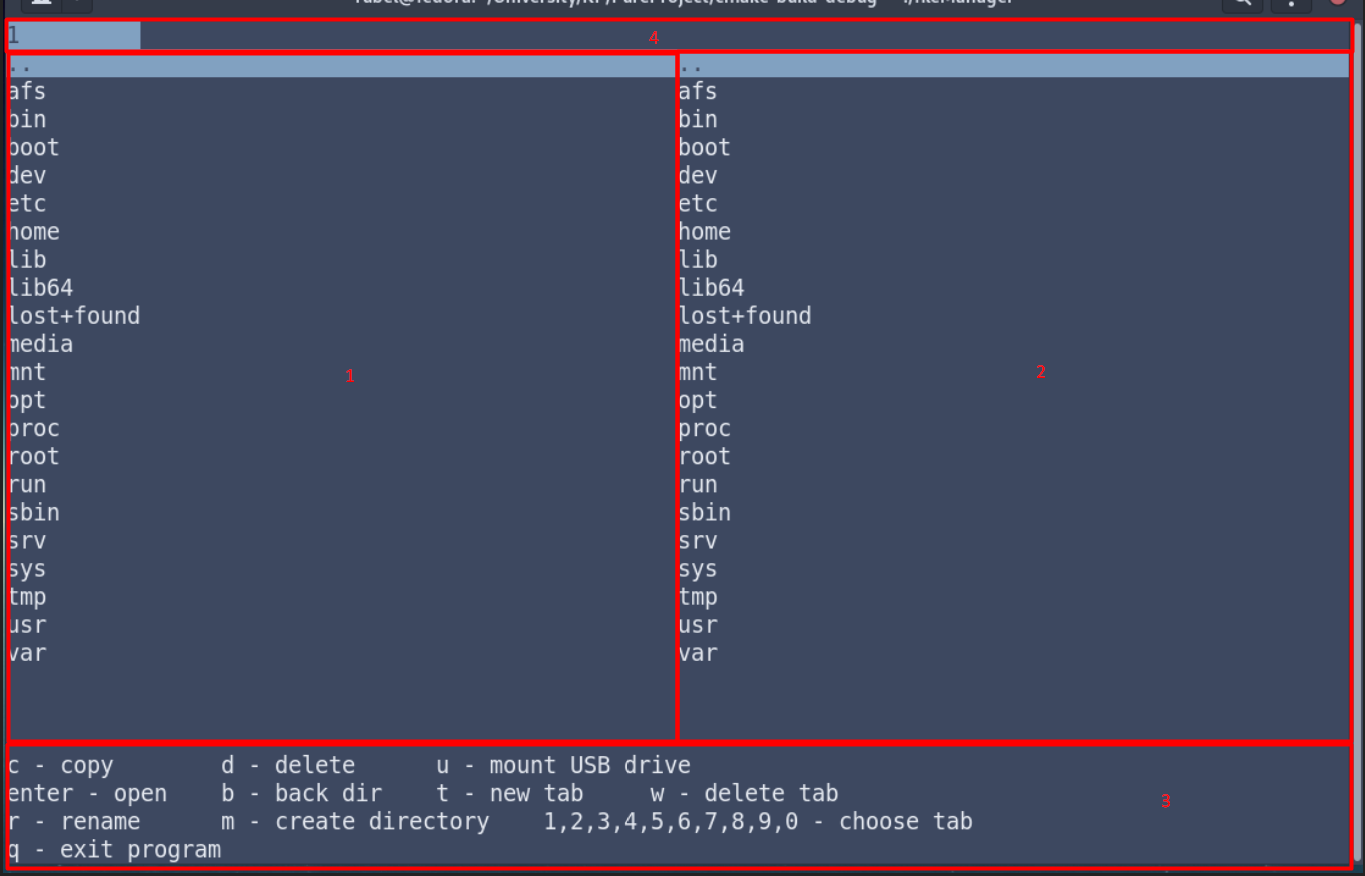 1
4
.. ..
afs afs
bin bin
boot boot
dev dev
etc etc
home home
lib lib
lib64 lib64
lost+found lost+found
media media
mnt mnt
1 2
opt opt
proc proc
root root
run run
sbin sbin
srv srv
sys sys
tmp tmp
usr usr
var var
c - copy d - delete u - mount USB drive
enter - open b - back dir t - new tab w - delete tab
3
r - rename m - create directory 1,2,3,4,5,6,7,8,9,0 - choose tab
q - exit program